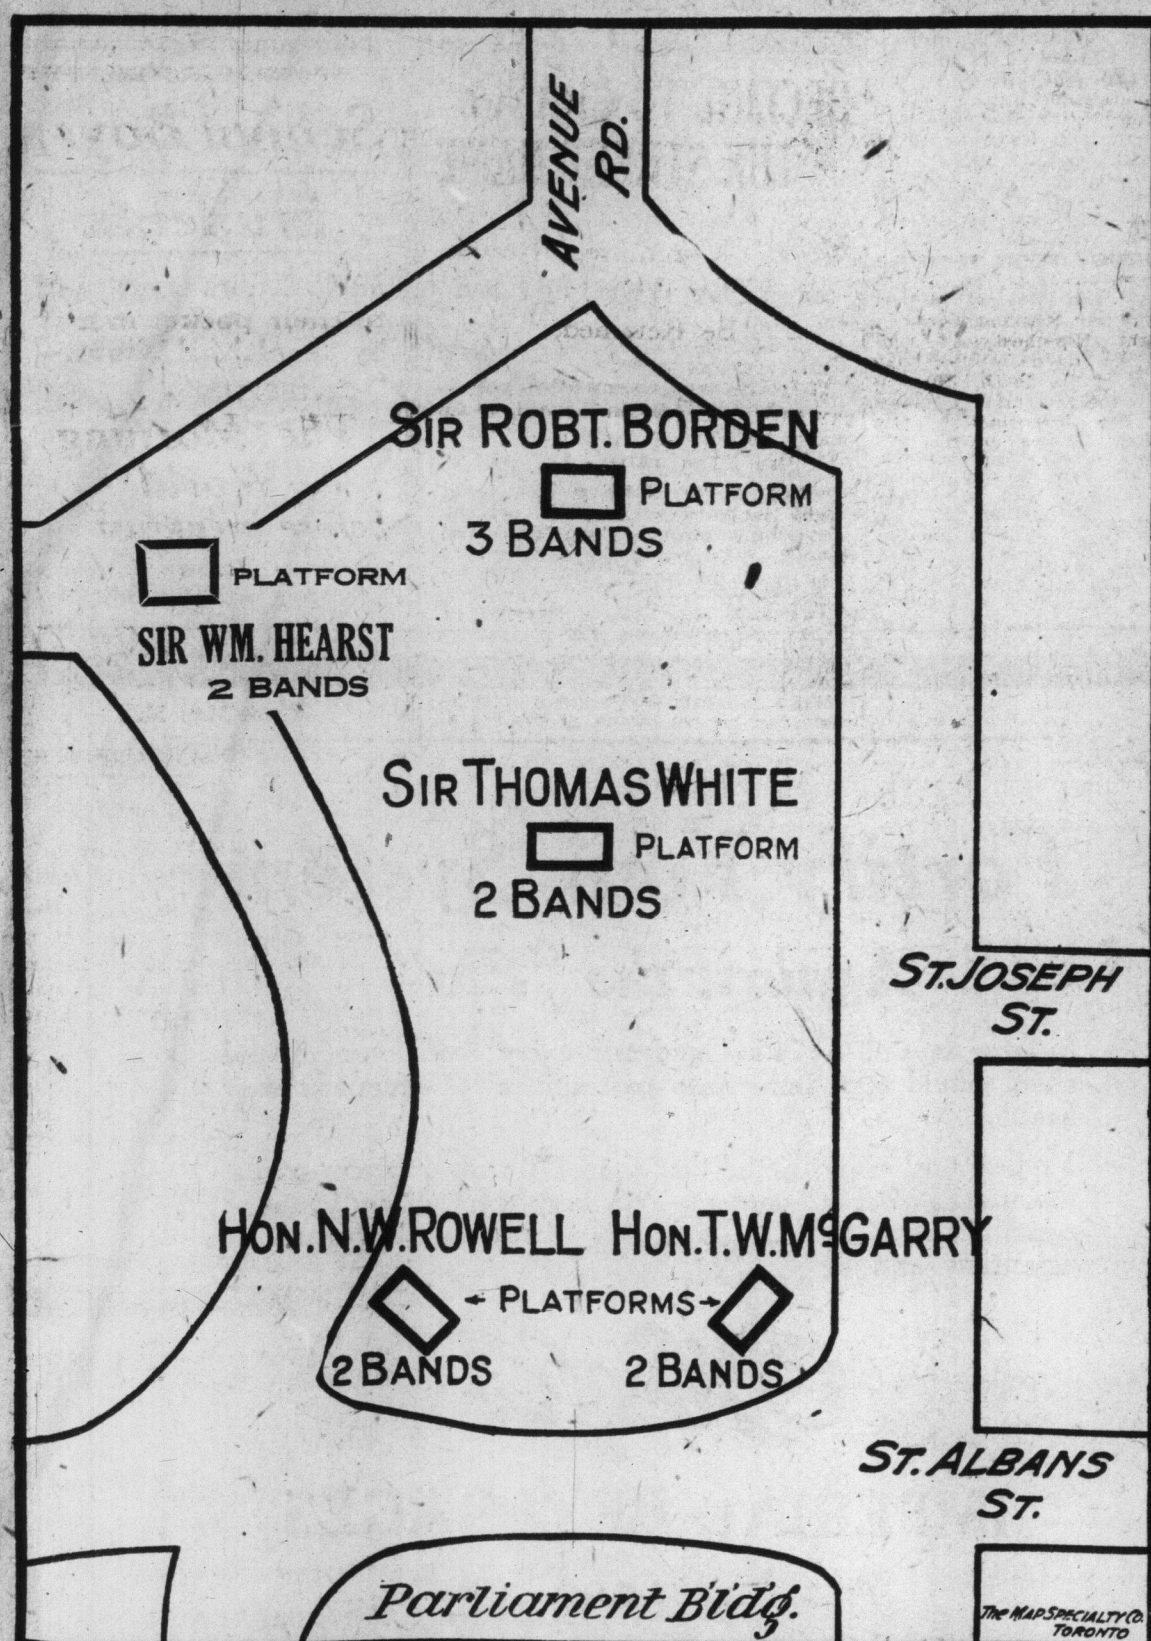 AVENUE
RD.
SIR ROBT. BORDEN
PLATFORM
3 BANDS
PLATFORM
SIR WM. HEARST
2 BANDS
SIR THOMAS WHITE
PLATFORM
2 BANDS
ST. JOSEPH
ST.
HON. N.W. ROWELL HON. T.W. McGARRY
← PLATFORMS →
2 BANDS 2 BANDS
ST. ALBANS
ST.
Parliament Bldg.
THE MAP SPECIALTY CO.
TORONTO